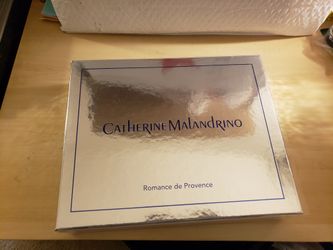 CATHERINE MALANDRINO
Romance de Provence